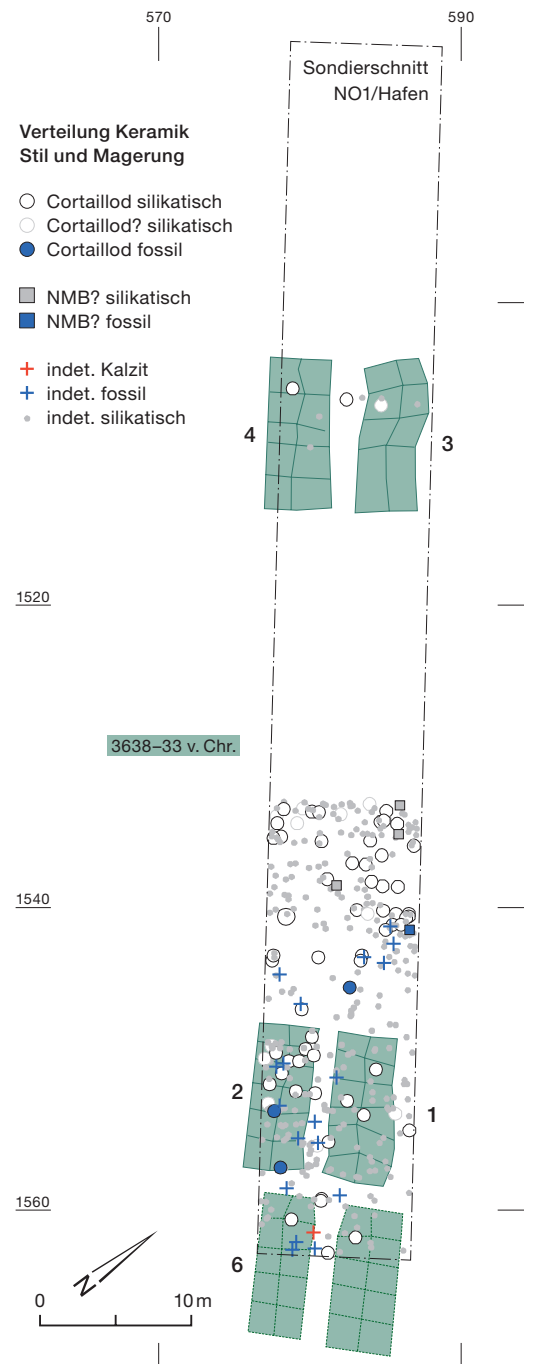 570
590
Sondierschnitt
NO1/Hafen
Verteilung Keramik
Stil und Magerung
Cortaillod silikatisch
Cortaillod? silikatisch
Cortaillod fossil
NMB? silikatisch
NMB? fossil
indet. Kalzit
indet. fossil
indet. silikatisch
4
3
1520
3638–33 v. Chr.
1540
2
1
1560
6
N
0
10 m